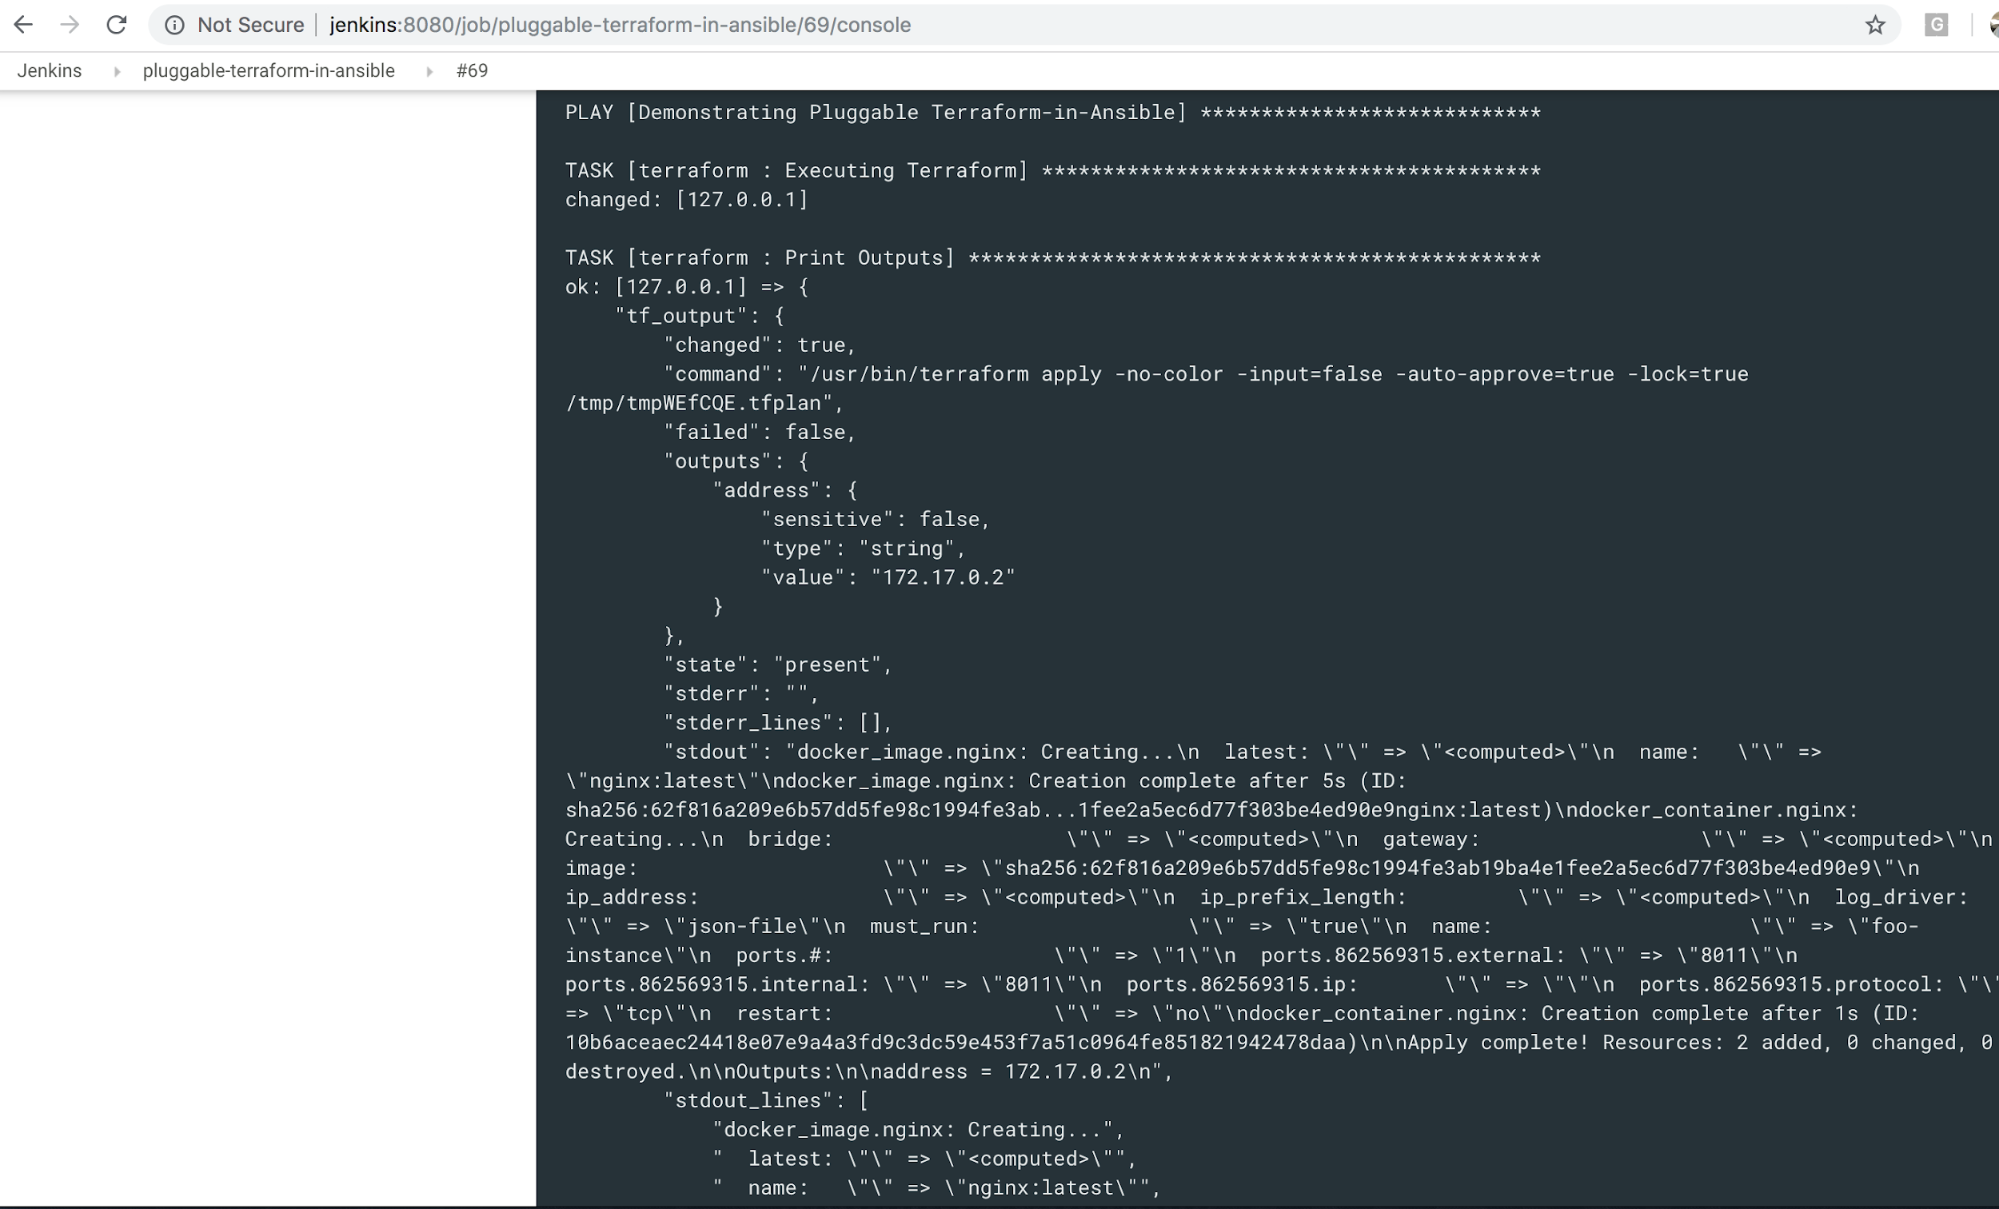 Not Secure | jenkins:8080/job/pluggable-terraform-in-ansible/69/console
G
Jenkins pluggable-terraform-in-ansible #69
PLAY [Demonstrating Pluggable Terraform-in-Ansible] ****************************
TASK [terraform : Executing Terraform] *****************************************
changed: [127.0.0.1]
TASK [terraform : Print Outputs] ***********************************************
ok: [127.0.0.1] => {
    "tf_output": {
        "changed": true,
        "command": "/usr/bin/terraform apply -no-color -input=false -auto-approve=true -lock=true
/tmp/tmpWEfCQE.tfplan",
        "failed": false,
        "outputs": {
            "address": {
                "sensitive": false,
                "type": "string",
                "value": "172.17.0.2"
            }
        },
        "state": "present",
        "stderr": "",
        "stderr_lines": [],
        "stdout": "docker_image.nginx: Creating...\n  latest: \"\" => \"<computed>\"\n  name:   \"\" =>
\"nginx:latest\"\ndocker_image.nginx: Creation complete after 5s (ID:
sha256:62f816a209e6b57dd5fe98c1994fe3ab...1fee2a5ec6d77f303be4ed90e9nginx:latest)\ndocker_container.nginx:
Creating...\n  bridge:                   \"\" => \"<computed>\"\n  gateway:                  \"\" => \"<computed>\"\n
image:                    \"\" => \"sha256:62f816a209e6b57dd5fe98c1994fe3ab19ba4e1fee2a5ec6d77f303be4ed90e9\"\n
ip_address:               \"\" => \"<computed>\"\n  ip_prefix_length:         \"\" => \"<computed>\"\n  log_driver:
\"\" => \"json-file\"\n  must_run:                 \"\" => \"true\"\n  name:                     \"\" => \"foo-
instance\"\n  ports.#:                  \"\" => \"1\"\n  ports.862569315.external: \"\" => \"8011\"\n
ports.862569315.internal: \"\" => \"8011\"\n  ports.862569315.ip:       \"\" => \"\"\n  ports.862569315.protocol: \"\"
=> \"tcp\"\n  restart:                  \"\" => \"no\"\ndocker_container.nginx: Creation complete after 1s (ID:
10b6aceaec24418e07e9a4a3fd9c3dc59e453f7a51c0964fe851821942478daa)\n\nApply complete! Resources: 2 added, 0 changed, 0
destroyed.\n\nOutputs:\n\naddress = 172.17.0.2\n",
        "stdout_lines": [
            "docker_image.nginx: Creating...",
            "  latest: \"\" => \"<computed>\"",
            "  name:   \"\" => \"nginx:latest\"",